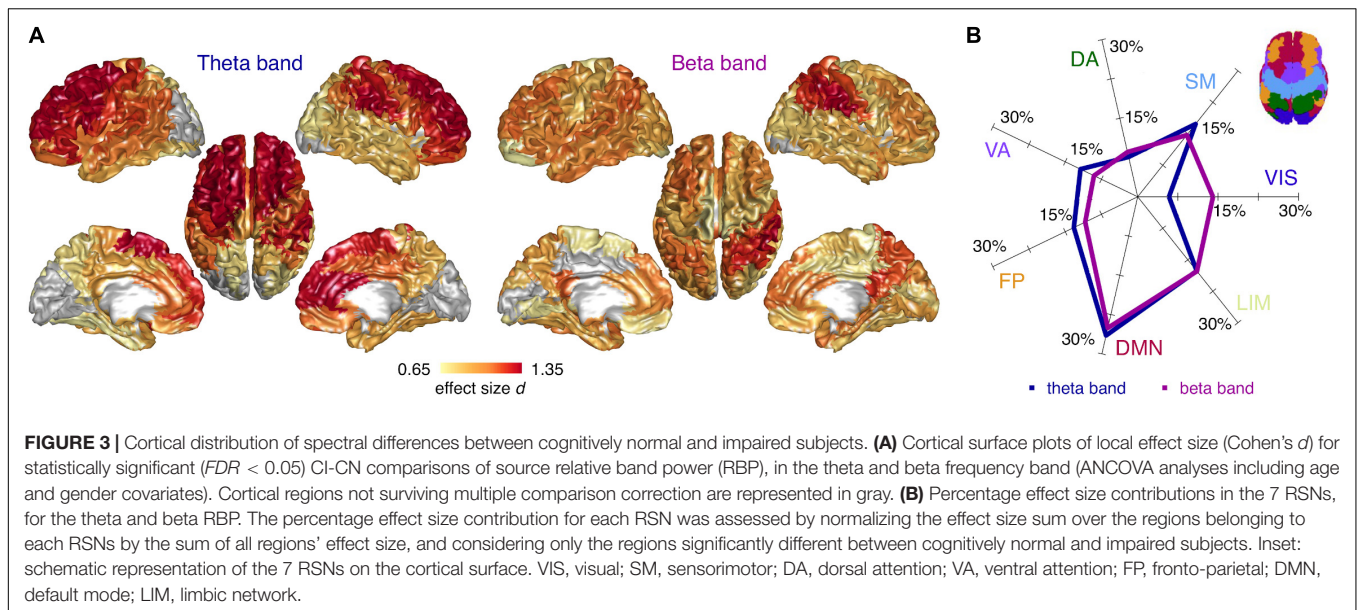 A
Theta band
Beta band
0.65
1.35
effect size d
B
30%
DA
SM
30%
15%
15%
VA
15%
VIS
15%
15%
30%
30%
FP
LIM
30%
30%
DMN
theta band
beta band
FIGURE 3 | Cortical distribution of spectral differences between cognitively normal and impaired subjects. (A) Cortical surface plots of local effect size (Cohen's d) for
statistically significant (FDR < 0.05) CI-CN comparisons of source relative band power (RBP), in the theta and beta frequency band (ANCOVA analyses including age
and gender covariates). Cortical regions not surviving multiple comparison correction are represented in gray. (B) Percentage effect size contributions in the 7 RSNs,
for the theta and beta RBP. The percentage effect size contribution for each RSN was assessed by normalizing the effect size sum over the regions belonging to
each RSNs by the sum of all regions' effect size, and considering only the regions significantly different between cognitively normal and impaired subjects. Inset:
schematic representation of the 7 RSNs on the cortical surface. VIS, visual; SM, sensorimotor; DA, dorsal attention; VA, ventral attention; FP, fronto-parietal; DMN,
default mode; LIM, limbic network.